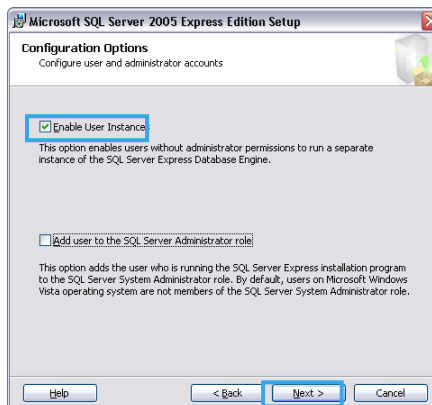 Microsoft SQL Server 2005 Express Edition Setup
Configuration Options
Configure user and administrator accounts
Enable User Instances
This option enables users without administrator permissions to run a separate
instance of the SQL Server Express Database Engine.
Add user to the SQL Server Administrator role
This option adds the user who is running the SQL Server Express installation program
to the SQL Server System Administrator role. By default, users on Microsoft Windows
Vista operating system are not members of the SQL Server System Administrator role.
Help
< Back
Next >
Cancel